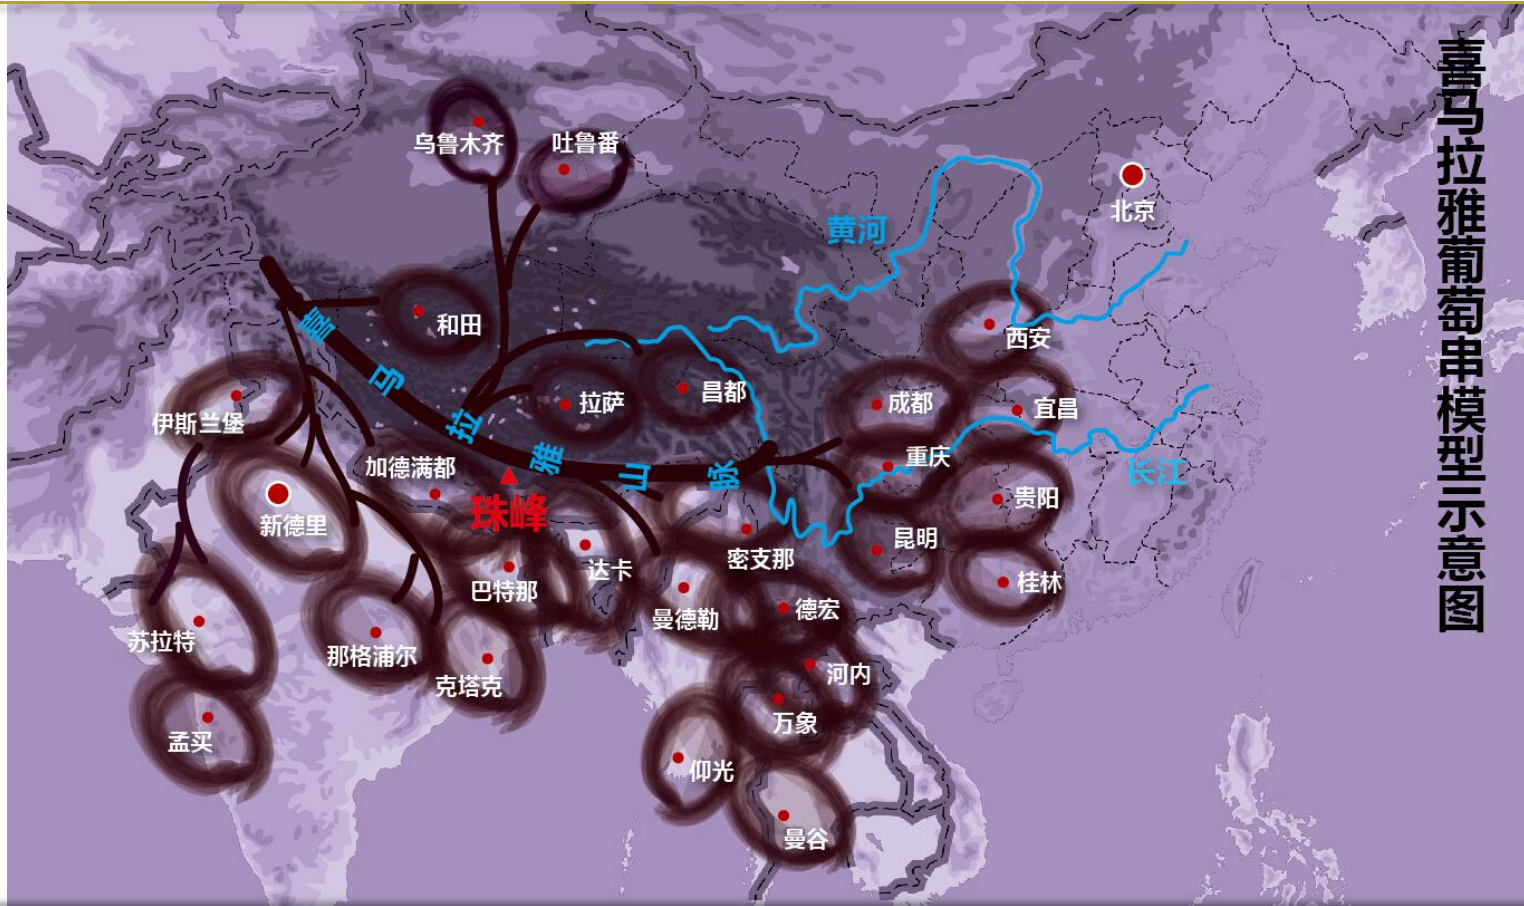 喜马拉雅葡萄串模型示意图
乌鲁木齐
吐鲁番
北京
黄河
和田
喜马拉雅山脉
西安
拉萨
昌都
成都
宜昌
伊斯兰堡
加德满都
重庆
长江
珠峰
新德里
贵阳
昆明
密支那
达卡
巴特那
桂林
曼德勒
德宏
苏拉特
那格浦尔
克塔克
河内
万象
孟买
仰光
曼谷